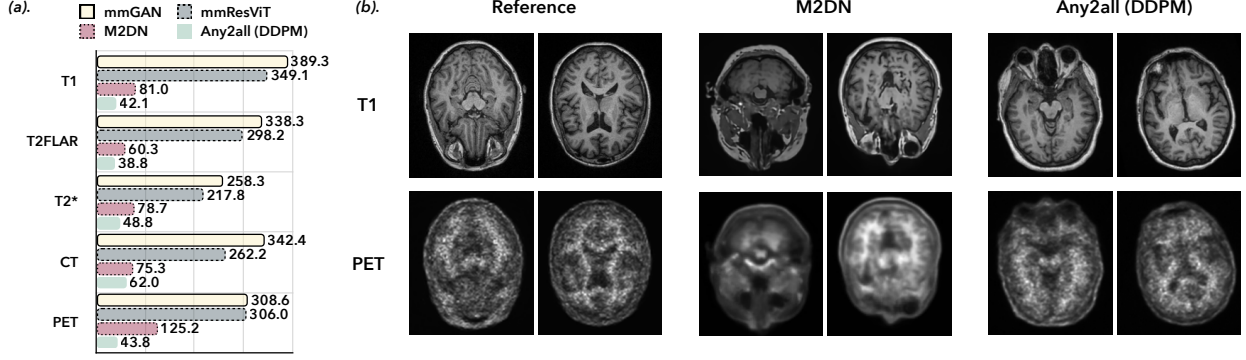 (a).
mmGAN
mmResViT
M2DN
Any2all (DDPM)
T1
389.3
349.1
81.0
42.1
T2FLAR
338.3
298.2
60.3
38.8
T2*
258.3
217.8
78.7
48.8
CT
342.4
262.2
75.3
62.0
PET
308.6
306.0
125.2
43.8
(b).
Reference
M2DN
Any2all (DDPM)
T1
PET